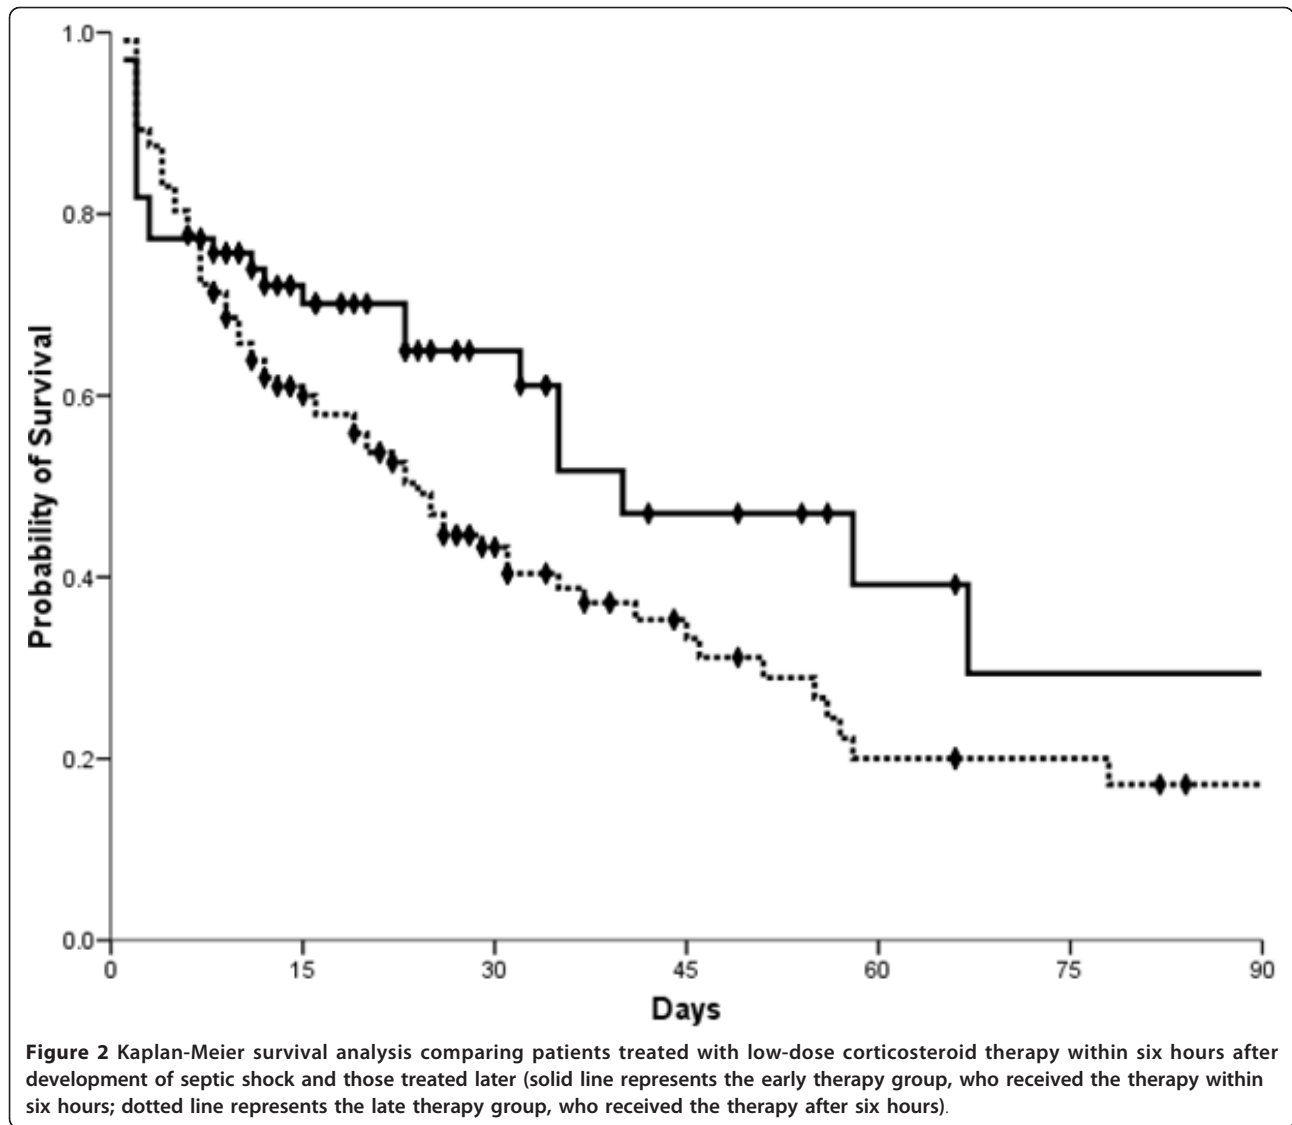 1.0
0.8
0.6
0.4
0.2
0.0
Probability of Survival
0 15 30 45 60 75 90
Days
Figure 2 Kaplan-Meier survival analysis comparing patients treated with low-dose corticosteroid therapy within six hours after
development of septic shock and those treated later (solid line represents the early therapy group, who received the therapy within
six hours; dotted line represents the late therapy group, who received the therapy after six hours).